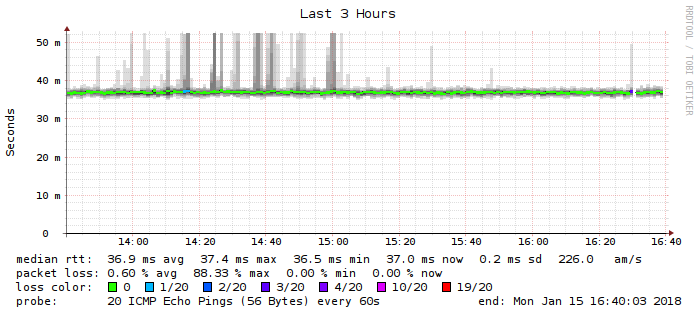 Last 3 Hours
RRDTOOL / TOBI OETIKER
Seconds
50 m
40 m
30 m
20 m
10 m
0
14:00 14:20 14:40 15:00 15:20 15:40 16:00 16:20 16:40
median rtt: 36.9 ms avg 37.4 ms max 36.5 ms min 37.0 ms now 0.2 ms sd 226.0 am/s
packet loss: 0.60 % avg 88.33 % max 0.00 % min 0.00 % now
loss color: 0 1/20 2/20 3/20 4/20 10/20 19/20
probe: 20 ICMP Echo Pings (56 Bytes) every 60s end: Mon Jan 15 16:40:03 2018